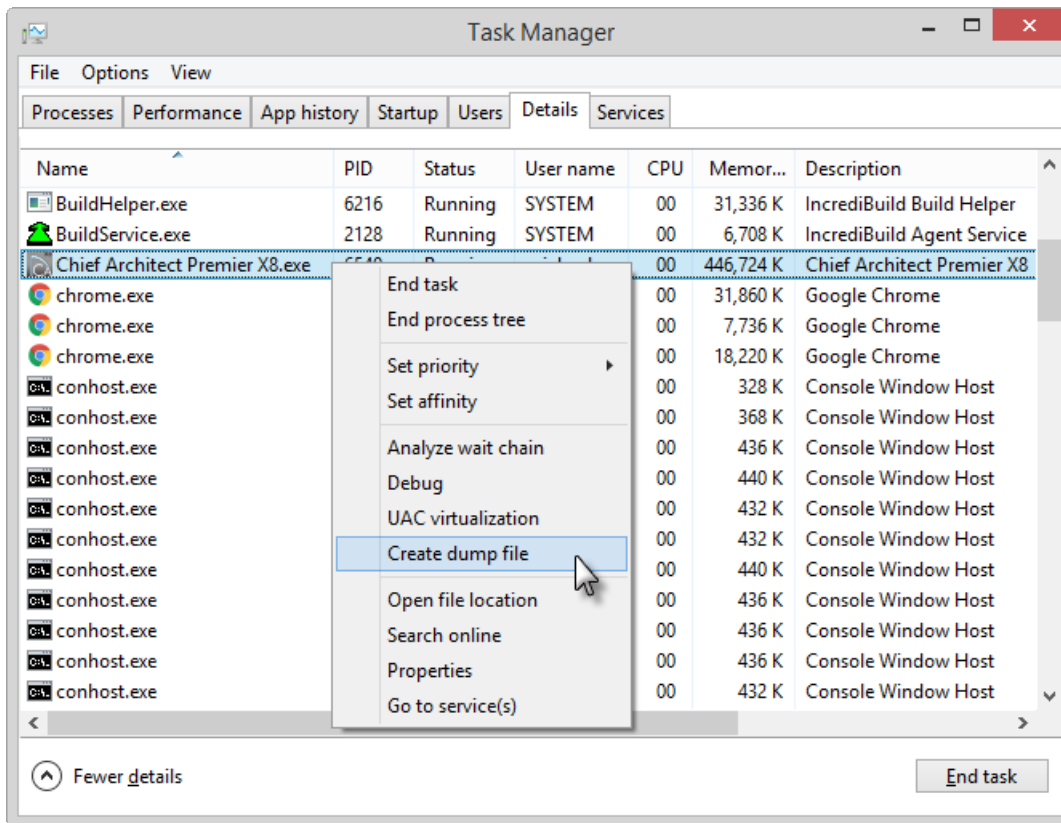 Task Manager
File Options View
Processes Performance App history Startup Users Details Services
Name PID Status User name CPU Memor... Description
BuildHelper.exe 6216 Running SYSTEM 00 31,336 K IncrediBuild Build Helper
BuildService.exe 2128 Running SYSTEM 00 6,708 K IncrediBuild Agent Service
Chief Architect Premier X8.exe 00 446,724 K Chief Architect Premier X8
End task
chrome.exe 00 31,860 K Google Chrome
End process tree
chrome.exe 00 7,736 K Google Chrome
chrome.exe 00 18,220 K Google Chrome
Set priority
conhost.exe 328 K Console Window Host
00
Set affinity
conhost.exe 00 368 K Console Window Host
Analyze wait chain
conhost.exe 00 436 K Console Window Host
Debug
conhost.exe 00 440 K Console Window Host
UAC virtualization
conhost.exe 00 432 K Console Window Host
Create dump file
conhost.exe 00 432 K Console Window Host
conhost.exe 00 440 K Console Window Host
Open file location
conhost.exe 00 436 K Console Window Host
Search online
conhost.exe 00 436 K Console Window Host
Properties
conhost.exe 00 436 K Console Window Host
Go to service(s)
conhost.exe 00 432 K Console Window Host
Fewer details
End task